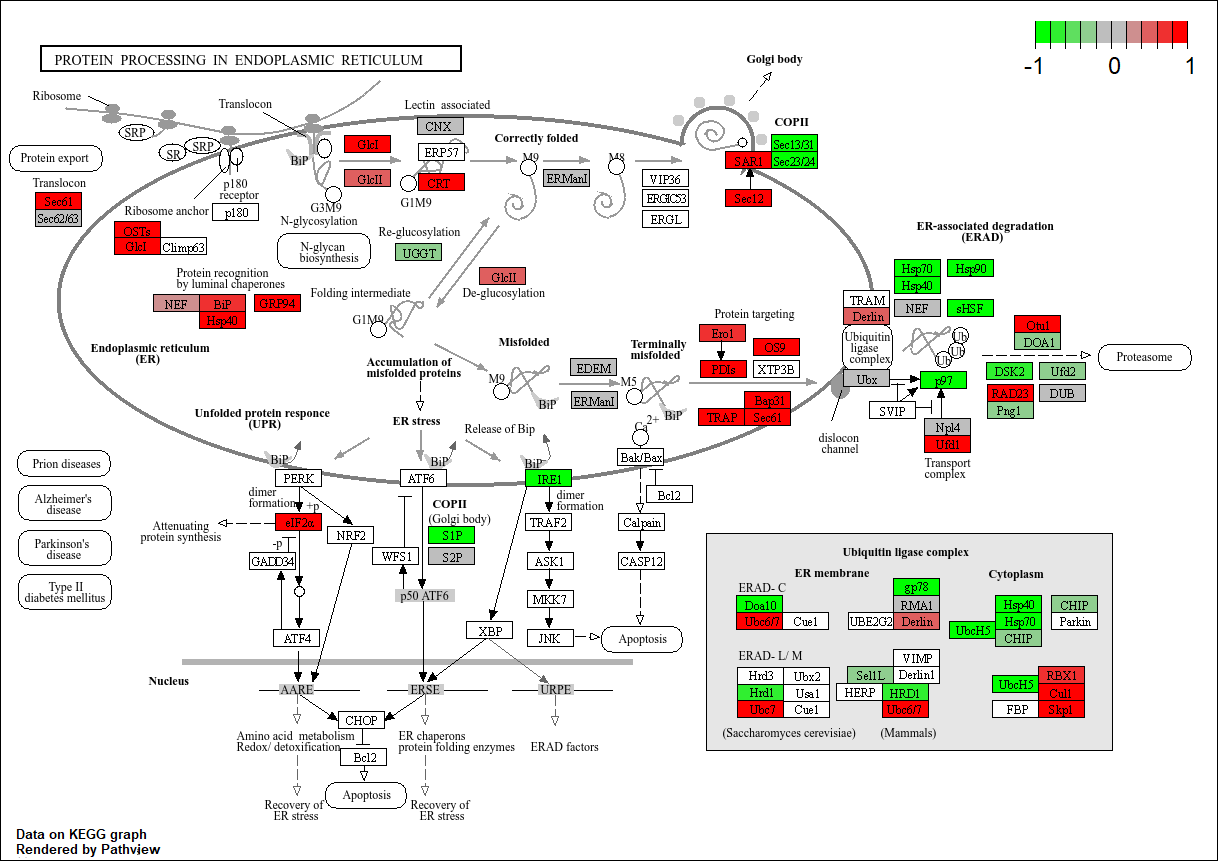 -1
0
1
PROTEIN PROCESSING IN ENDOPLASMIC RETICULUM
Golgi body
Ribosome
Translocon
Lectin associated
CNX
COPII
SRP
SRP
SR
Sec13/31
SAR1
Sec23/24
Sec12
Protein export
Translocon
Sec61
Sec62/63
BiP
GlcI
GlcII
ERP57
CRT
G1M9
Correctly folded
M9
M8
ERManI
VIP36
ERGIC53
ERGL
p180
receptor
p180
Ribosome anchor
OSTs
GlcI
Climp63
G3M9
N-glycosylation
N-glycan
biosynthesis
Re-glucosylation
UGGT
GlcII
De-glucosylation
ER-associated degradation
(ERAD)
Protein recognition
by luminal chaperones
NEF
BiP
GRP94
Hsp40
Folding intermediate
G1M9
Hsp70
Hsp90
Hsp40
TRAM
NEF
sHSF
Derlin
Endoplasmic reticulum
(ER)
Accumulation of
misfolded proteins
Misfolded
M9
BiP
EDEM
ERManI
Terminally
misfolded
M5
BiP
Protein targeting
Ero1
OS9
PDIs
XTP3B
Bap31
TRAP
Sec61
Ubiquitin
ligase
complex
Ub
Ub
Ub
Otu1
DOA1
Proteasome
Ubx
p97
DSK2
Ufd2
RAD23
DUB
Png1
SVIP
Npl4
Ufd1
Transport
complex
dislocon
channel
Unfolded protein responce
(UPR)
ER stress
Release of Bip
Ca2+
Bak/Bax
Bcl2
BiP
BiP
BiP
PERK
ATF6
IRE1
Prion diseases
Alzheimer's
disease
Parkinson's
disease
Type II
diabetes mellitus
dimer
formation
+p
eIF2α
Attenuating
protein synthesis
-p
GADD34
NRF2
ATF4
COPII
(Golgi body)
S1P
S2P
WFS1
p50 ATF6
dimer
formation
TRAF2
ASK1
MKK7
JNK
Calpain
CASP12
Apoptosis
XBP
Nucleus
AARE
ERSE
URPE
CHOP
Amino acid metabolism
Redox/ detoxification
Bcl2
ER chaperons
protein folding enzymes
ERAD factors
Apoptosis
Recovery of
ER stress
Recovery of
ER stress
Ubiquitin ligase complex
ER membrane
Cytoplasm
ERAD- C
Doa10
Ubc6/7
Cue1
gp78
RMA1
UBE2G2
Derlin
Hsp40
Hsp70
UbcH5
CHIP
CHIP
Parkin
ERAD- L/ M
Hrd3
Ubx2
Hrd1
Usa1
Ubc7
Cue1
VIMP
Sel1L
Derlin1
HERP
HRD1
Ubc6/7
RBX1
UbcH5
Cul1
FBP
Skp1
(Saccharomyces cerevisiae)
(Mammals)
Data on KEGG graph
Rendered by Pathview